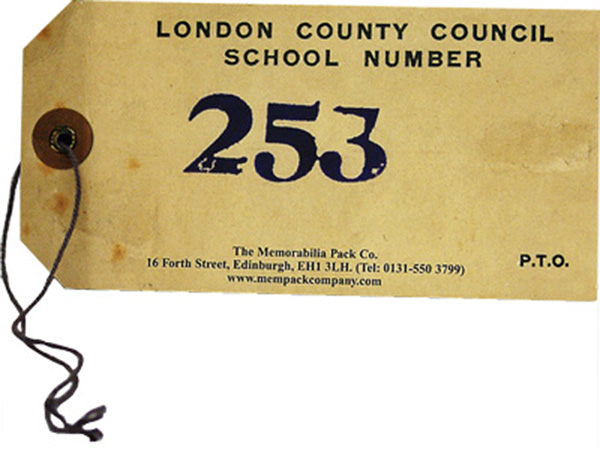 LONDON COUNTY COUNCIL
SCHOOL NUMBER
253
The Memorabilia Pack Co.
16 Forth Street, Edinburgh, EH1 3LH. (Tel: 0131-550 3799)
www.mempackcompany.com
P.T.O.